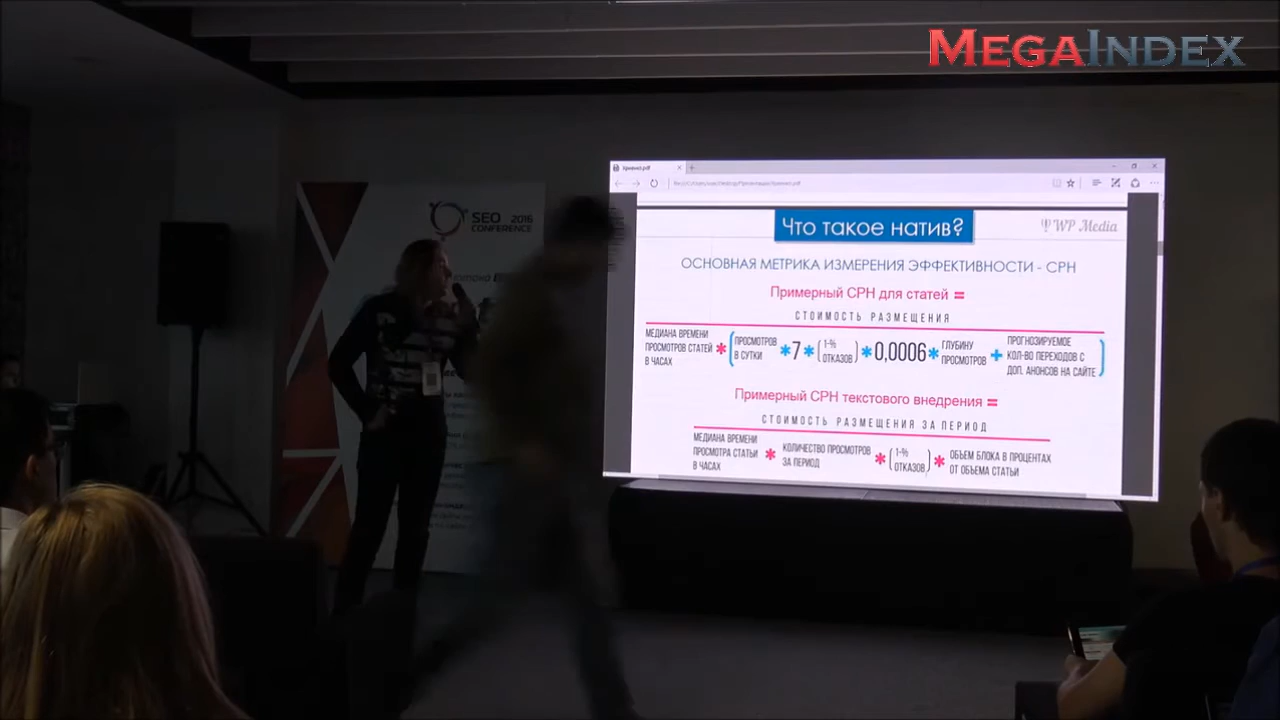 MEGAINDEX
SEO 2016
CONFERENCE
Что такое натив?
WP Media
ОСНОВНАЯ МЕТРИКА ИЗМЕРЕНИЯ ЭФФЕКТИВНОСТИ - CPH
Примерный CPH для статей =
СТОИМОСТЬ РАЗМЕЩЕНИЯ
МЕДИАНА ВРЕМЕНИ
ПРОСМОТРОВ СТАТЕЙ
В ЧАСАХ
* (ПРОСМОТРОВ
В СУТКИ
* 7 * (1-%
ОТКАЗОВ) * 0,0006 * ГЛУБИНУ
ПРОСМОТРОВ
+ ПРОГНОЗИРУЕМОЕ
КОЛ-ВО ПЕРЕХОДОВ С
ДОП. АНОНСОВ НА САЙТЕ)
Примерный CPH текстового внедрения =
СТОИМОСТЬ РАЗМЕЩЕНИЯ ЗА ПЕРИОД
МЕДИАНА ВРЕМЕНИ
ПРОСМОТРА СТАТЬИ
В ЧАСАХ
* КОЛИЧЕСТВО ПРОСМОТРОВ
ЗА ПЕРИОД
* (1-%
ОТКАЗОВ)
* ОБЪЕМ БЛОКА В ПРОЦЕНТАХ
ОТ ОБЪЕМА СТАТЬИ